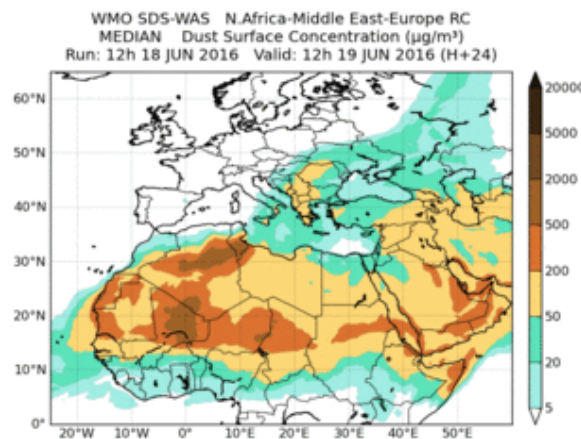 WMO SDS-WAS N.Africa-Middle East-Europe RC
MEDIAN Dust Surface Concentration (µg/m³)
Run: 12h 18 JUN 2016 Valid: 12h 19 JUN 2016 (H+24)
60°N
50°N
40°N
30°N
20°N
10°N
0°
20°W
10°W
0°
10°E
20°E
30°E
40°E
50°E
20000
5000
2000
500
200
50
20
5